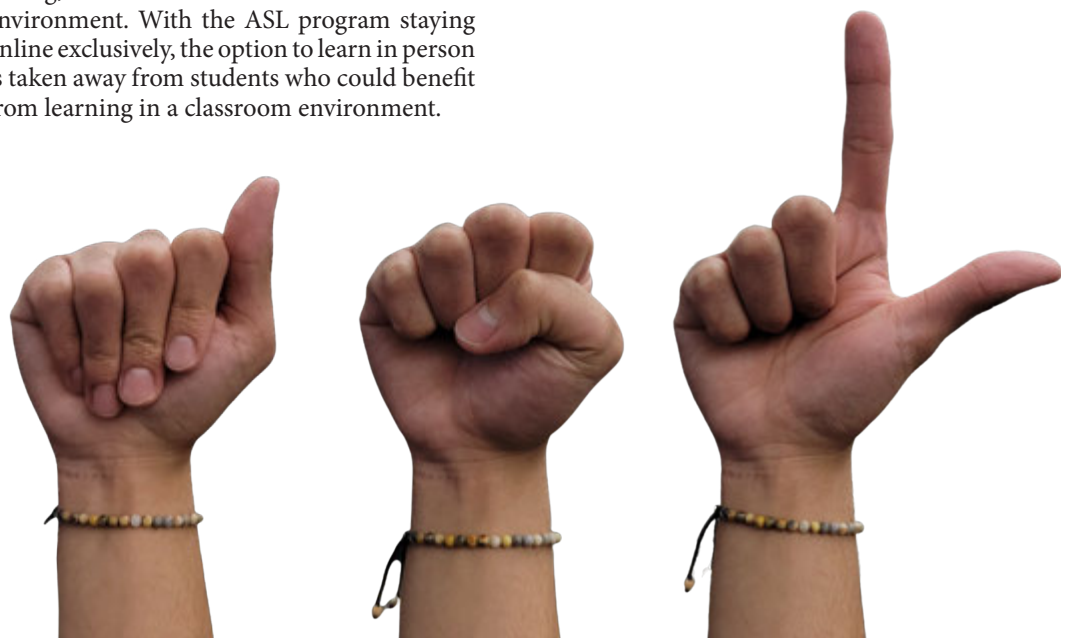 nvironment. With the ASL program staying
nline exclusively, the option to learn in person
s taken away from students who could benefit
rom learning in a classroom environment.